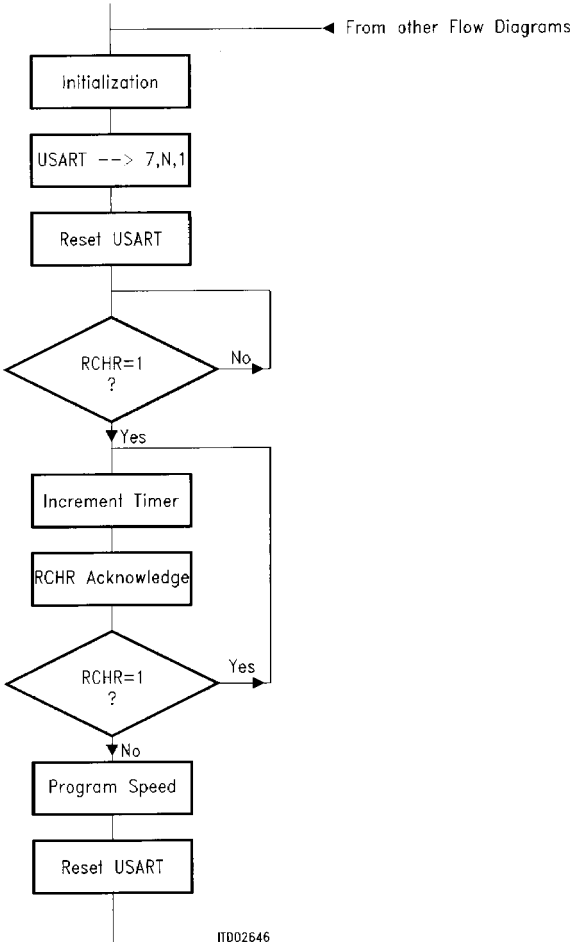 From other Flow Diagrams
Initialization
USART --> 7,N,1
Reset USART
RCHR=1
?
No
Yes
Increment Timer
RCHR Acknowledge
RCHR=1
?
Yes
No
Program Speed
Reset USART
ITD02646